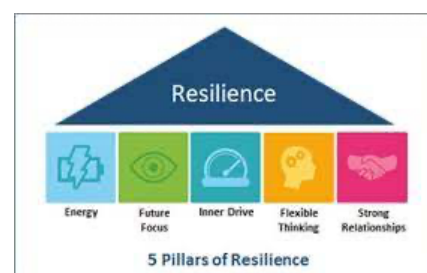 Resilience
Energy
Future
Focus
Inner Drive
Flexible
Thinking
Strong
Relationships
5 Pillars of Resilience